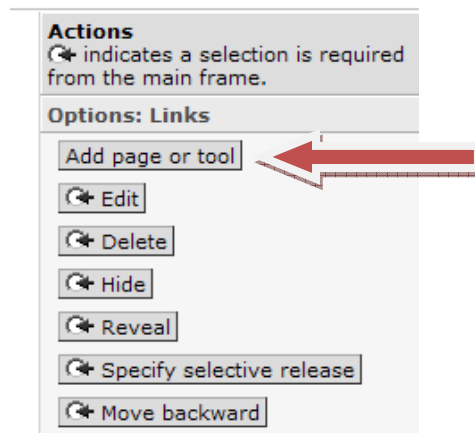 Actions
indicates a selection is required
from the main frame.
Options: Links
Add page or tool
Edit
Delete
Hide
Reveal
Specify selective release
Move backward